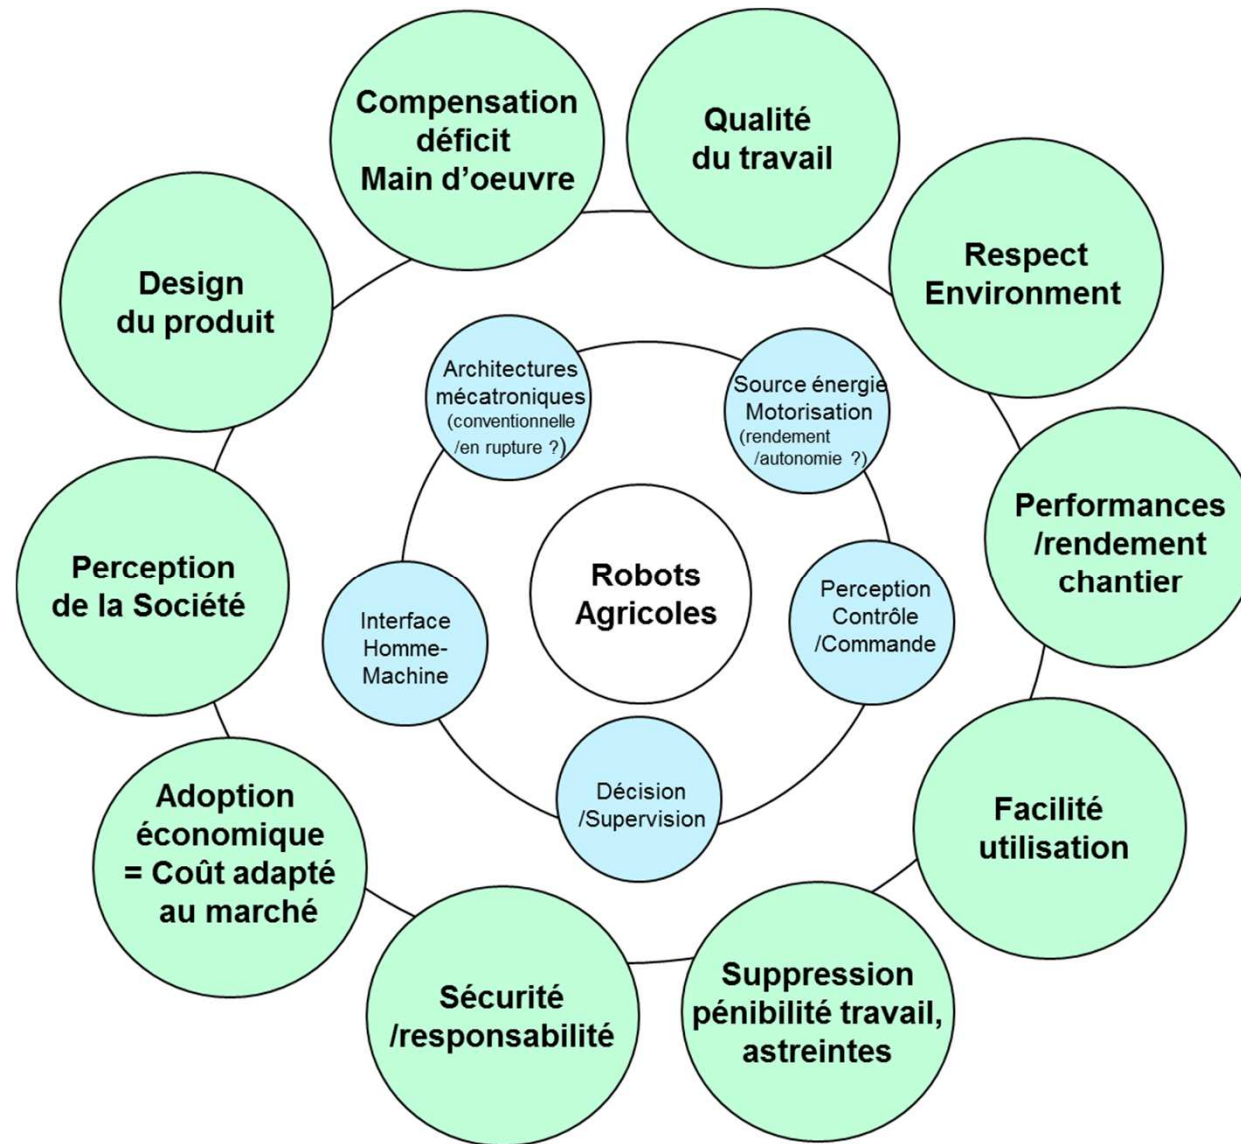 Compensation
déficit
Main d'oeuvre
Qualité
du travail
Respect
Environment
Design
du produit
Architectures
mécatroniques
(conventionnelle
/en rupture ?)
Source énergie
Motorisation
(rendement
/autonomie ?)
Performances
/rendement
chantier
Robots
Agricoles
Perception
de la Société
Interface
Homme-
Machine
Perception
Contrôle
/Commande
Décision
/Supervision
Adoption
économique
= Coût adapté
au marché
Facilité
utilisation
Sécurité
/responsabilité
Suppression
pénibilité travail,
astreintes